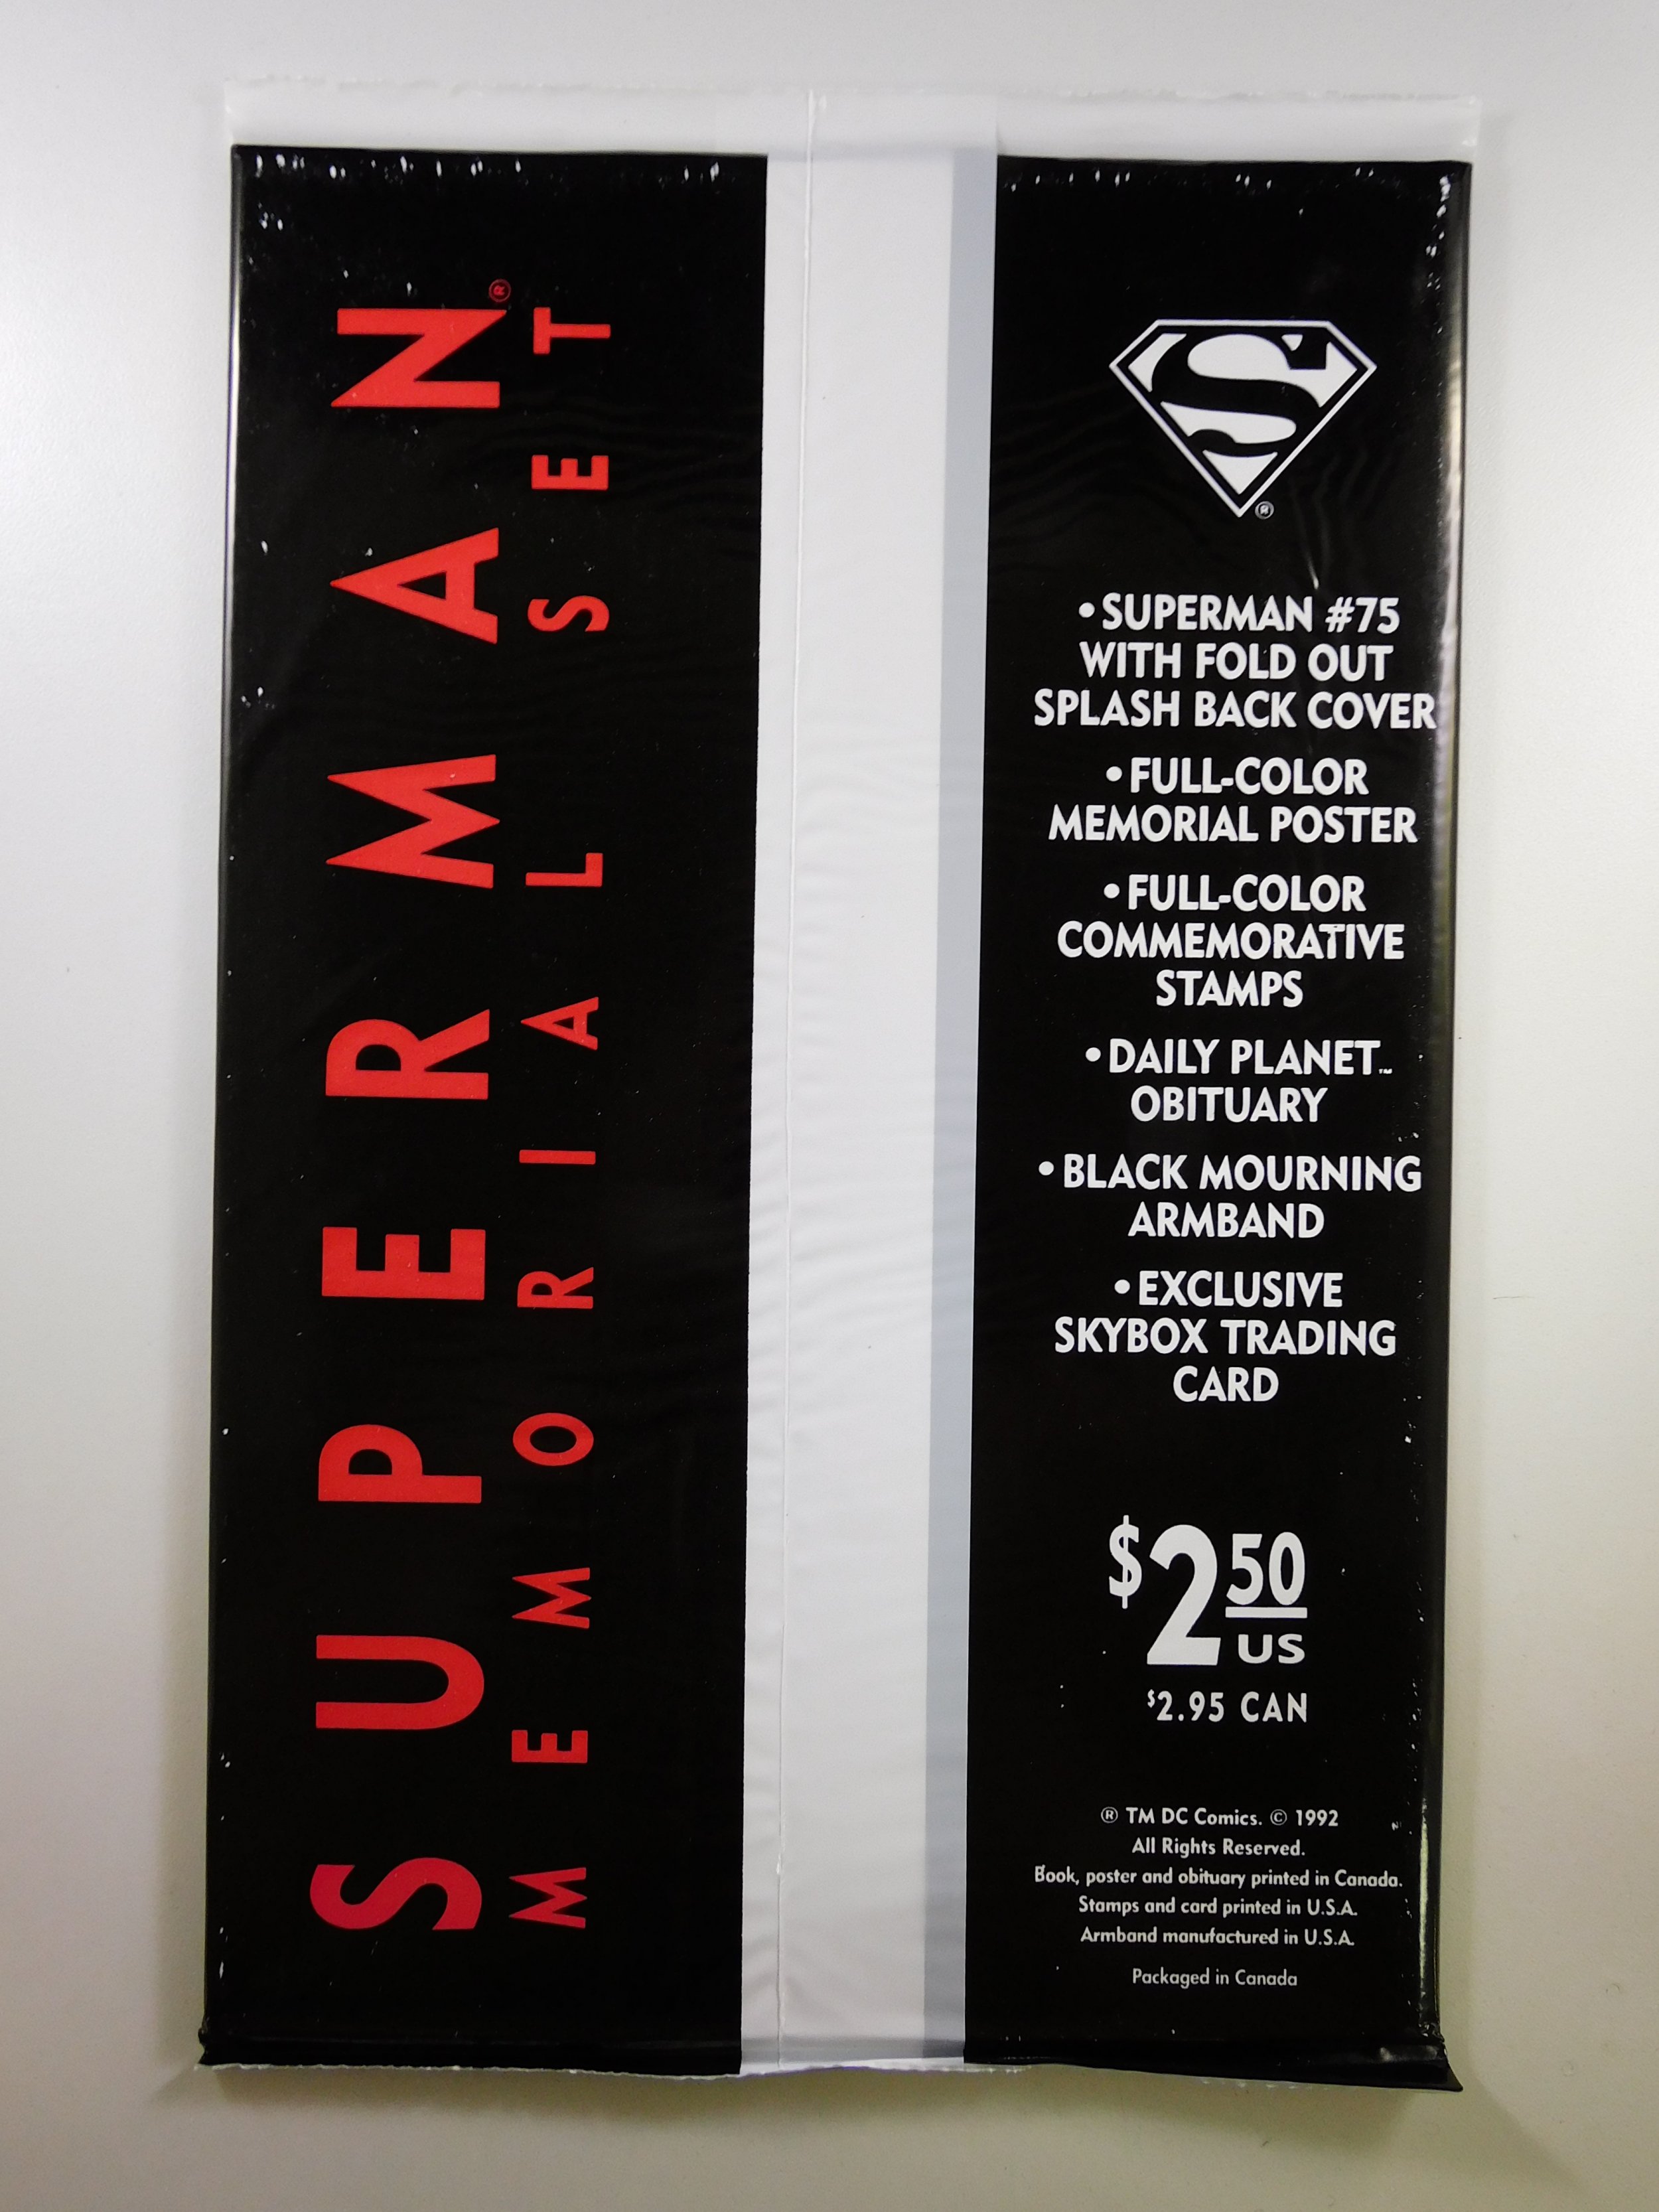 SUPERMAN®
MEMORIAL SET
S
®
• SUPERMAN #75
WITH FOLD OUT
SPLASH BACK COVER
• FULL-COLOR
MEMORIAL POSTER
• FULL-COLOR
COMMEMORATIVE
STAMPS
• DAILY PLANET™
OBITUARY
• BLACK MOURNING
ARMBAND
• EXCLUSIVE
SKYBOX TRADING
CARD
$2.50
US
$2.95 CAN
® TM DC Comics. © 1992
All Rights Reserved.
Book, poster and obituary printed in Canada.
Stamps and card printed in U.S.A.
Armband manufactured in U.S.A.
Packaged in Canada